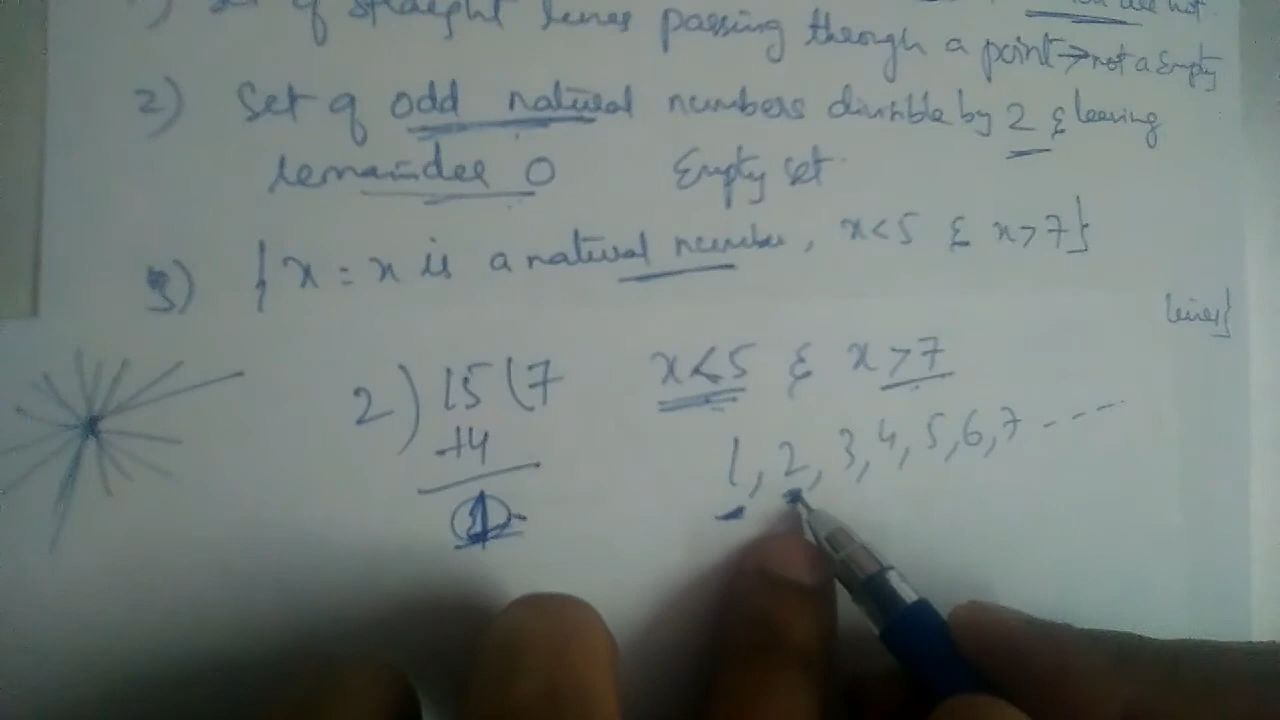 of straight lines passing through a point → not a Empty
2) Set of odd natural numbers divisible by 2 & leaving
remainder 0 Empty set
3) { x : x is a natural number, x<5 & x>7}
lines}
2) 15 (7
14
1
x<5 & x>7
1, 2, 3, 4, 5, 6, 7 ----